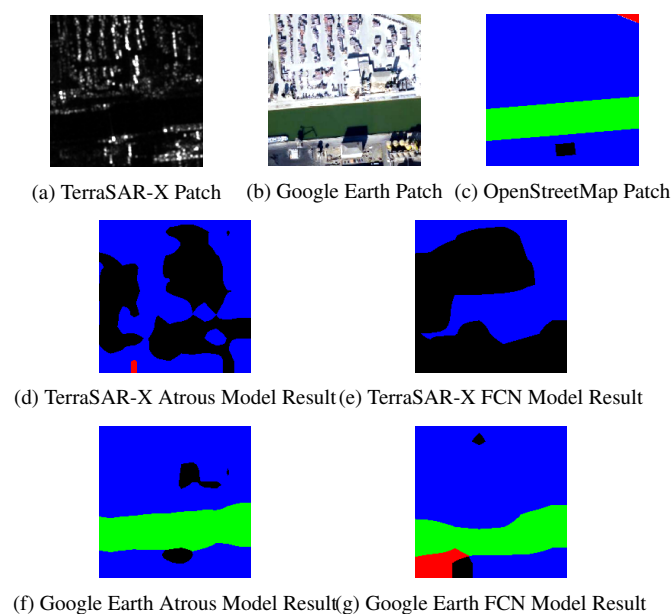 (a) TerraSAR-X Patch
(b) Google Earth Patch
(c) OpenStreetMap Patch
(d) TerraSAR-X Atrous Model Result
(e) TerraSAR-X FCN Model Result
(f) Google Earth Atrous Model Result
(g) Google Earth FCN Model Result